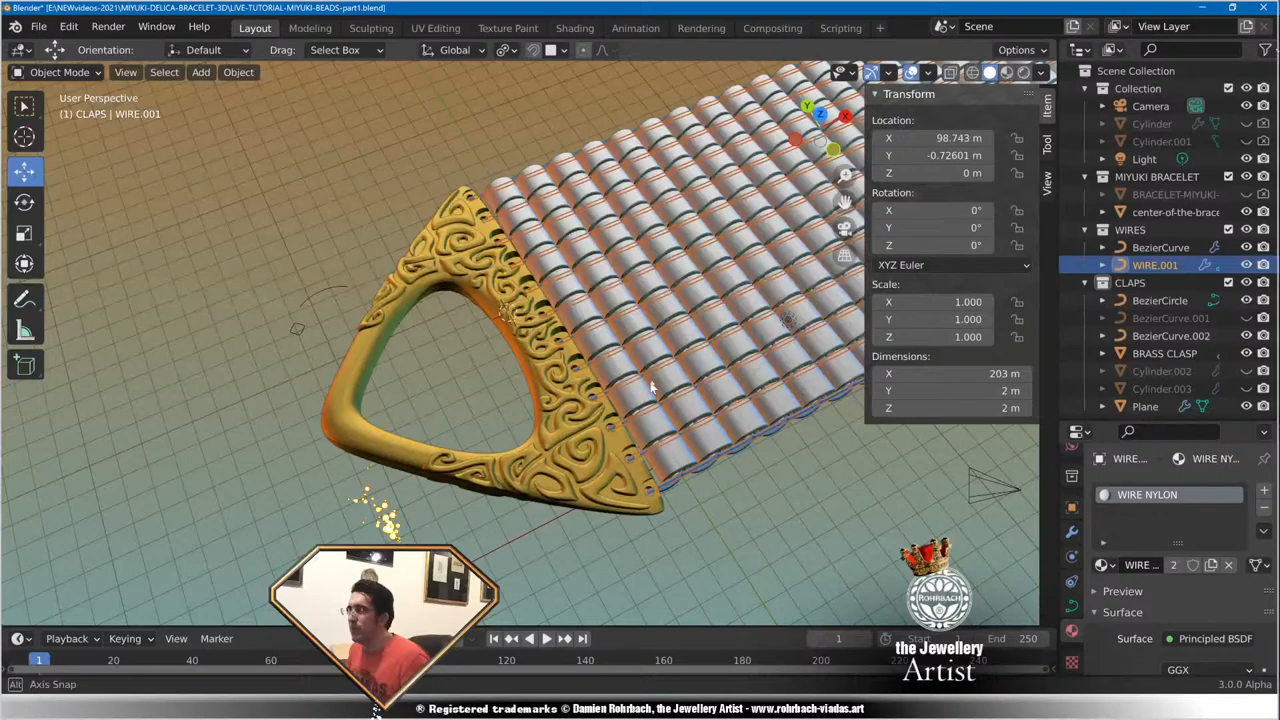 Blender* [E:\NEWvideos-2021\MIYUKI-DELICA-BRACELET-3D\LIVE-TUTORIAL-MIYUKI-BEADS-part1.blend]
File Edit Render Window Help Layout Modeling Sculpting UV Editing Texture Paint Shading Animation Rendering Compositing Scripting + Scene View Layer
Orientation: Default Drag: Select Box Global Options
Object Mode View Select Add Object
User Perspective
(1) CLAPS | WIRE.001
Transform
Location:
X 98.743 m
Y -0.72601 m
Z 0 m
Rotation:
X 0°
Y 0°
Z 0°
XYZ Euler
Scale:
X 1.000
Y 1.000
Z 1.000
Dimensions:
X 203 m
Y 2 m
Z 2 m
Item
Tool
View
Y
Z
X
Scene Collection
Collection
Camera
Cylinder
Cylinder.001
Light
MIYUKI BRACELET
BRACELET-MIYUKI-
center-of-the-brace
WIRES
BezierCurve
WIRE.001
CLAPS
BezierCircle
BezierCurve.001
BezierCurve.002
BRASS CLASP
Cylinder.002
Cylinder.003
Plane
WIRE.... WIRE NY...
WIRE NYLON
WIRE ... 2
Preview
Surface
Surface Principled BSDF
GGX
ROHRBACH
the Jewellery
Artist
Playback Keying View Marker 1 Start 1 End 250
1 20 40 60 120 140 160 180 200 220 240
Alt Axis Snap 3.0.0 Alpha
® Registered trademarks © Damien Rohrbach, the Jewellery Artist - www.rohrbach-viadas.art